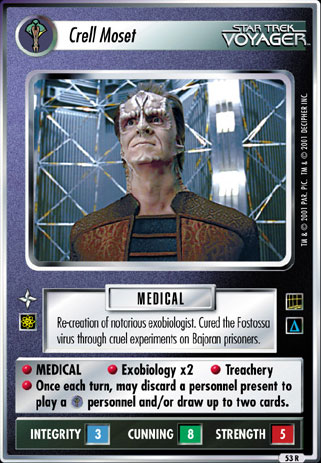 Crell Moset
STAR TREK
VOYAGER™
TM & © 2001 PAR. PIC. TM & © 2001 DECIPHER INC.
MEDICAL
Re-creation of notorious exobiologist. Cured the Fostossa
virus through cruel experiments on Bajoran prisoners.
• MEDICAL • Exobiology x2 • Treachery
• Once each turn, may discard a personnel present to
play a personnel and/or draw up to two cards.
INTEGRITY 3 CUNNING 8 STRENGTH 5
53 R